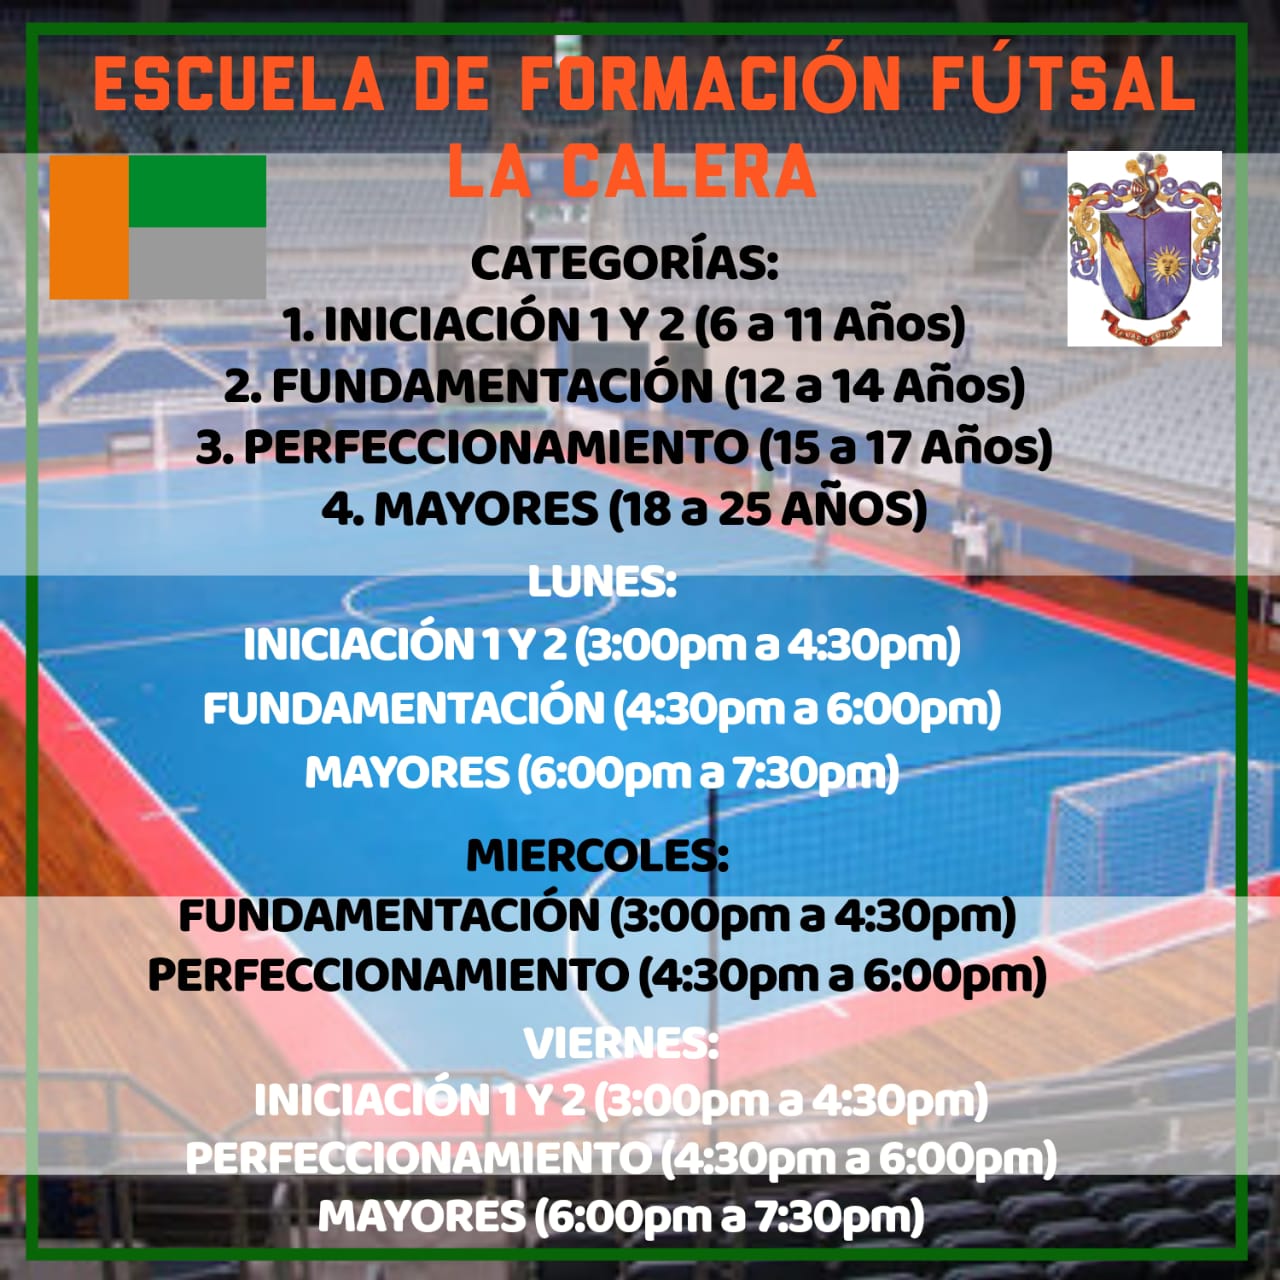 ESCUELA DE FORMACIÓN FÚTSAL
LA CALERA
CATEGORÍAS:
1. INICIACIÓN 1 Y 2 (6 a 11 Años)
2. FUNDAMENTACIÓN (12 a 14 Años)
3. PERFECCIONAMIENTO (15 a 17 Años)
4. MAYORES (18 a 25 AÑOS)
LUNES:
INICIACIÓN 1 Y 2 (3:00pm a 4:30pm)
FUNDAMENTACIÓN (4:30pm a 6:00pm)
MAYORES (6:00pm a 7:30pm)
MIERCOLES:
FUNDAMENTACIÓN (3:00pm a 4:30pm)
PERFECCIONAMIENTO (4:30pm a 6:00pm)
VIERNES:
INICIACIÓN 1 Y 2 (3:00pm a 4:30pm)
PERFECCIONAMIENTO (4:30pm a 6:00pm)
MAYORES (6:00pm a 7:30pm)